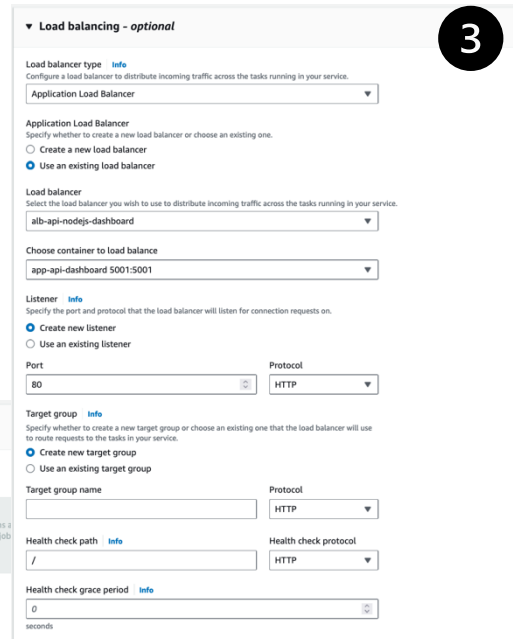 ▼ Load balancing - optional
3
Load balancer type Info
Configure a load balancer to distribute incoming traffic across the tasks running in your service.
Application Load Balancer
Application Load Balancer
Specify whether to create a new load balancer or choose an existing one.
Create a new load balancer
Use an existing load balancer
Load balancer
Select the load balancer you wish to use to distribute incoming traffic across the tasks running in your service.
alb-api-nodejs-dashboard
Choose container to load balance
app-api-dashboard 5001:5001
Listener Info
Specify the port and protocol that the load balancer will listen for connection requests on.
Create new listener
Use an existing listener
Port Protocol
80 HTTP
Target group Info
Specify whether to create a new target group or choose an existing one that the load balancer will use
to route requests to the tasks in your service.
Create new target group
Use an existing target group
Target group name Protocol
HTTP
Health check path Info Health check protocol
/ HTTP
Health check grace period Info
0
seconds